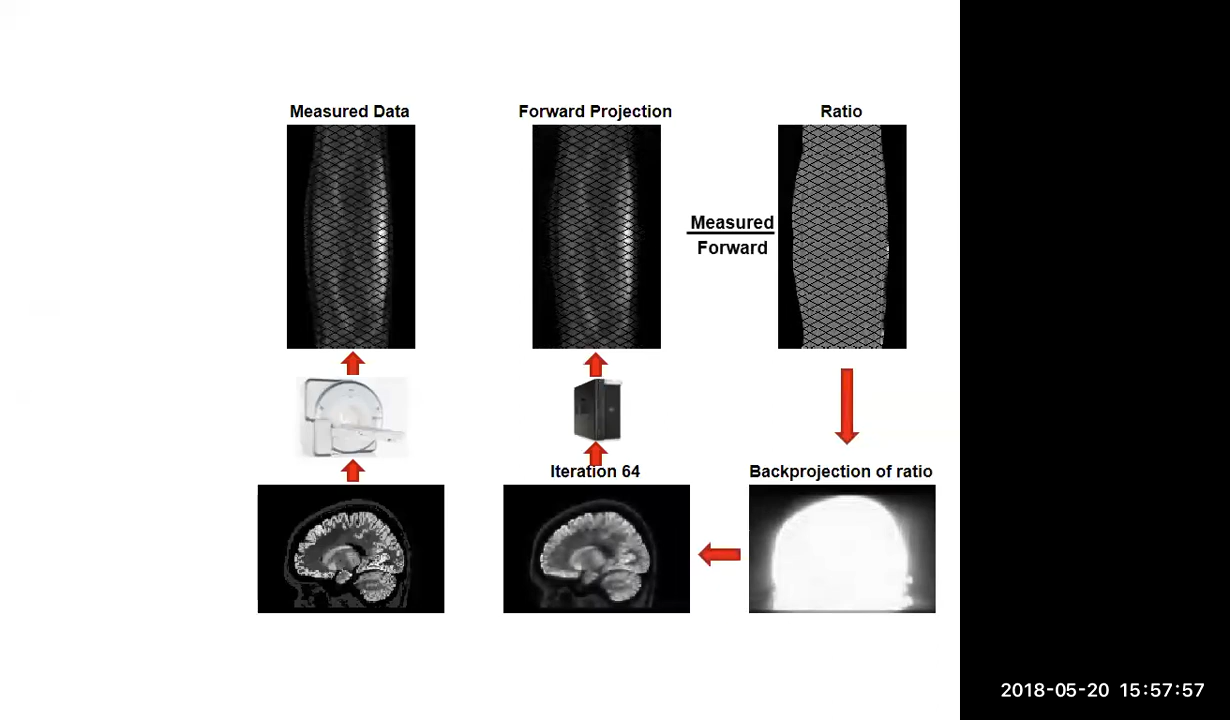 Measured Data
Forward Projection
Ratio
Measured
Forward
Iteration 64
Backprojection of ratio
2018-05-20 15:57:57